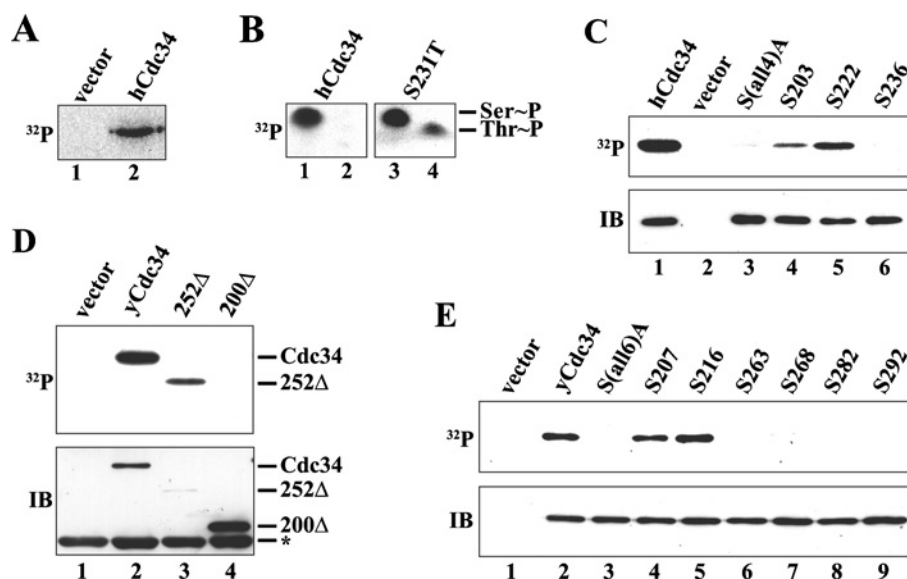 A
vector
hCdc34
32P
1 2
B
hCdc34
S231T
32P
Ser~P
Thr~P
1 2 3 4
C
hCdc34
vector
S(all4)A
S203
S222
S236
32P
IB
1 2 3 4 5 6
D
vector
yCdc34
252Δ
200Δ
32P
Cdc34
252Δ
IB
Cdc34
252Δ
200Δ
*
1 2 3 4
E
vector
yCdc34
S(all6)A
S207
S216
S263
S268
S282
S292
32P
IB
1 2 3 4 5 6 7 8 9